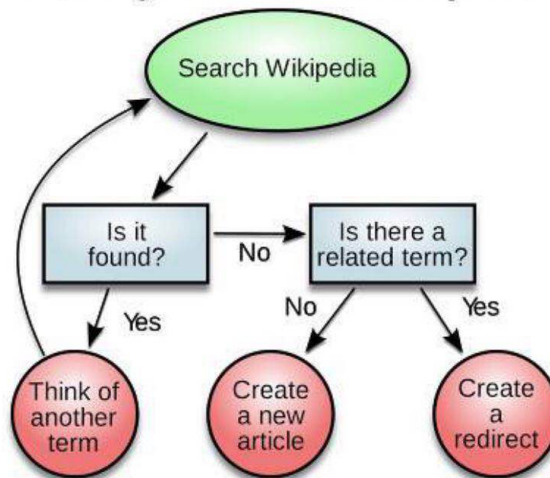 Search Wikipedia
Is it
found?
No
Is there a
related term?
Yes
No
Yes
Think of
another
term
Create
a new
article
Create
a
redirect